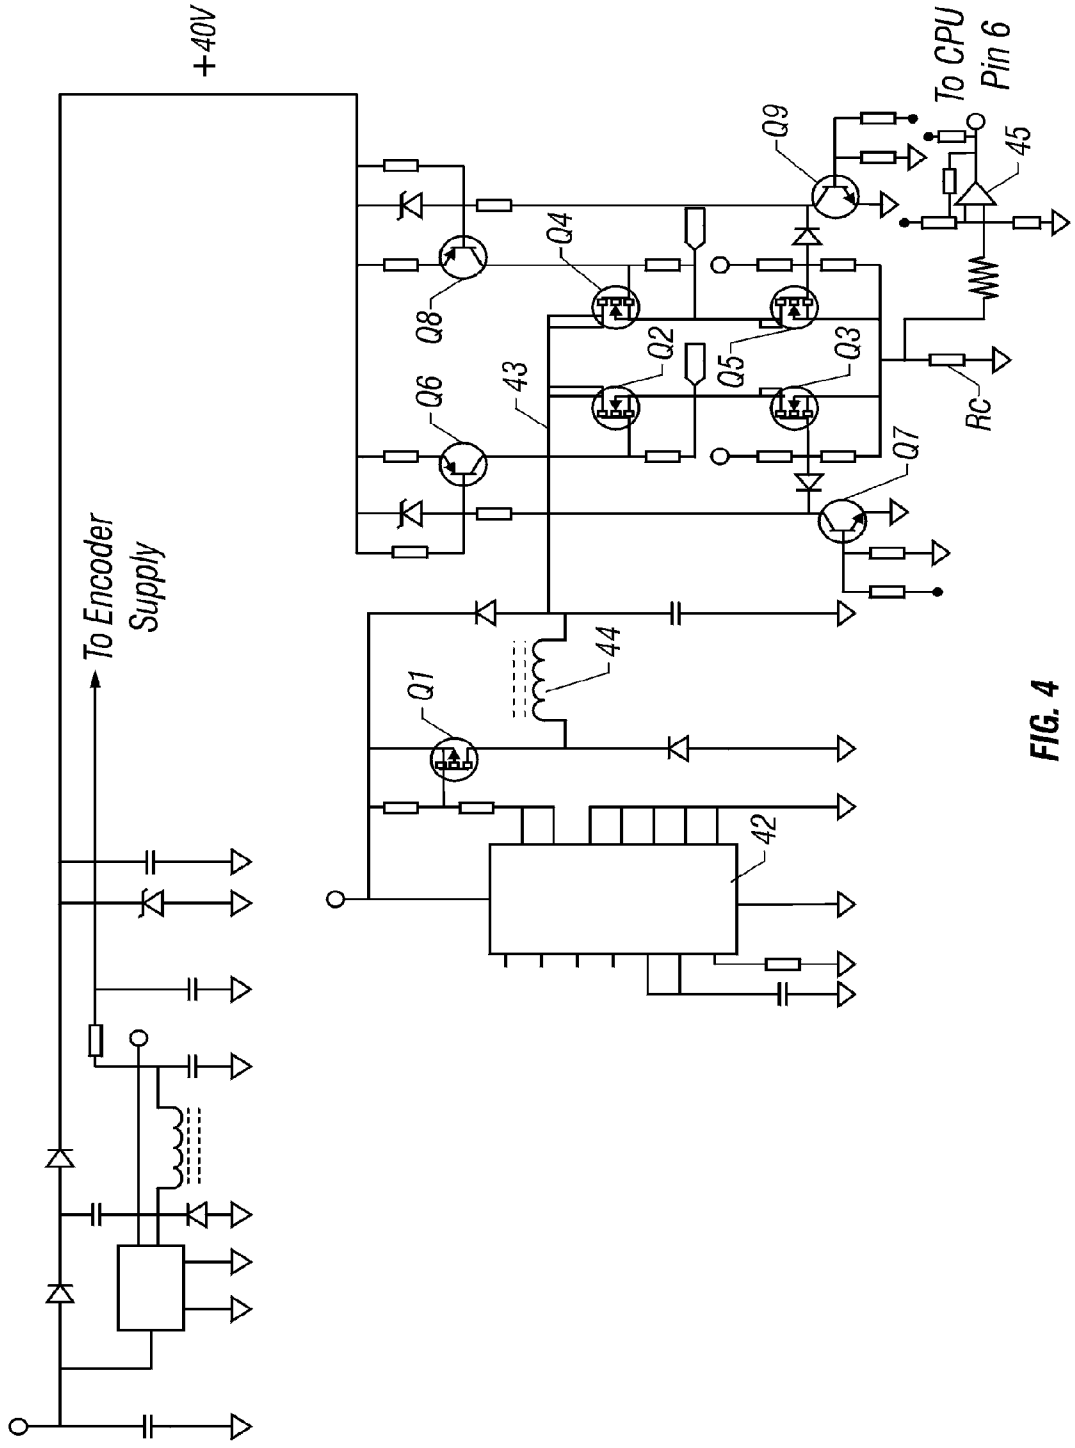 +40V
To Encoder
Supply
Q1
44
42
43
Q6
Q8
Q2
Q4
Q5
Q3
Q7
Q9
Rc
45
To CPU
Pin 6
FIG. 4